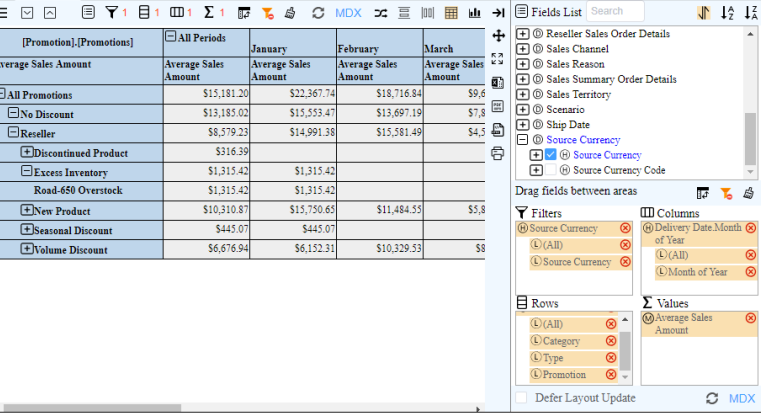 1 1 1 1 MDX
[Promotion].[Promotions] All Periods
January February March
verage Sales Amount Average Sales Amount Average Sales Amount Average Sales Amount Average Sales Amount
All Promotions $15,181.20 $22,367.74 $18,716.84 $9,6
No Discount $13,185.02 $15,553.47 $13,697.19 $7,8
Reseller $8,579.23 $14,991.38 $15,581.49 $4,5
Discontinued Product $316.39
Excess Inventory $1,315.42 $1,315.42
Road-650 Overstock $1,315.42 $1,315.42
New Product $10,310.87 $15,750.65 $11,484.55 $5,8
Seasonal Discount $445.07 $445.07
Volume Discount $6,676.94 $6,152.31 $10,329.53 $8
Fields List Search
Reseller Sales Order Details
Sales Channel
Sales Reason
Sales Summary Order Details
Sales Territory
Scenario
Ship Date
Source Currency
Source Currency
Source Currency Code
Drag fields between areas
Filters
Source Currency
(All)
Source Currency
Columns
Delivery Date.Month
of Year
(All)
Month of Year
Rows
(All)
Category
Type
Promotion
Values
Average Sales
Amount
Defer Layout Update MDX